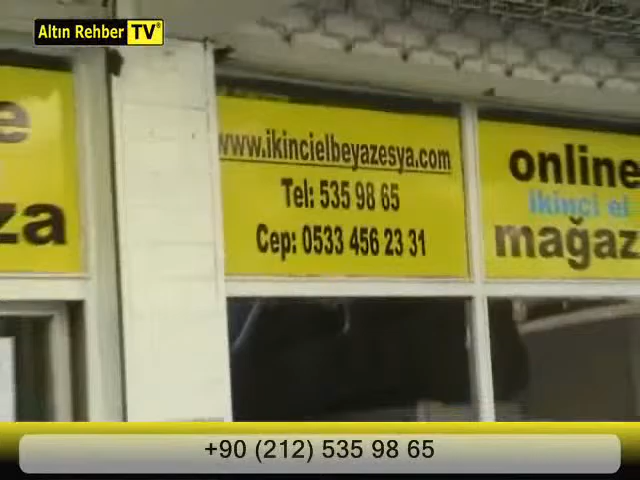 Altın Rehber TV®
e
za
www.ikincielbeyazesya.com
Tel: 535 98 65
Cep: 0533 456 23 31
online
ikinci el
mağaz
+90 (212) 535 98 65